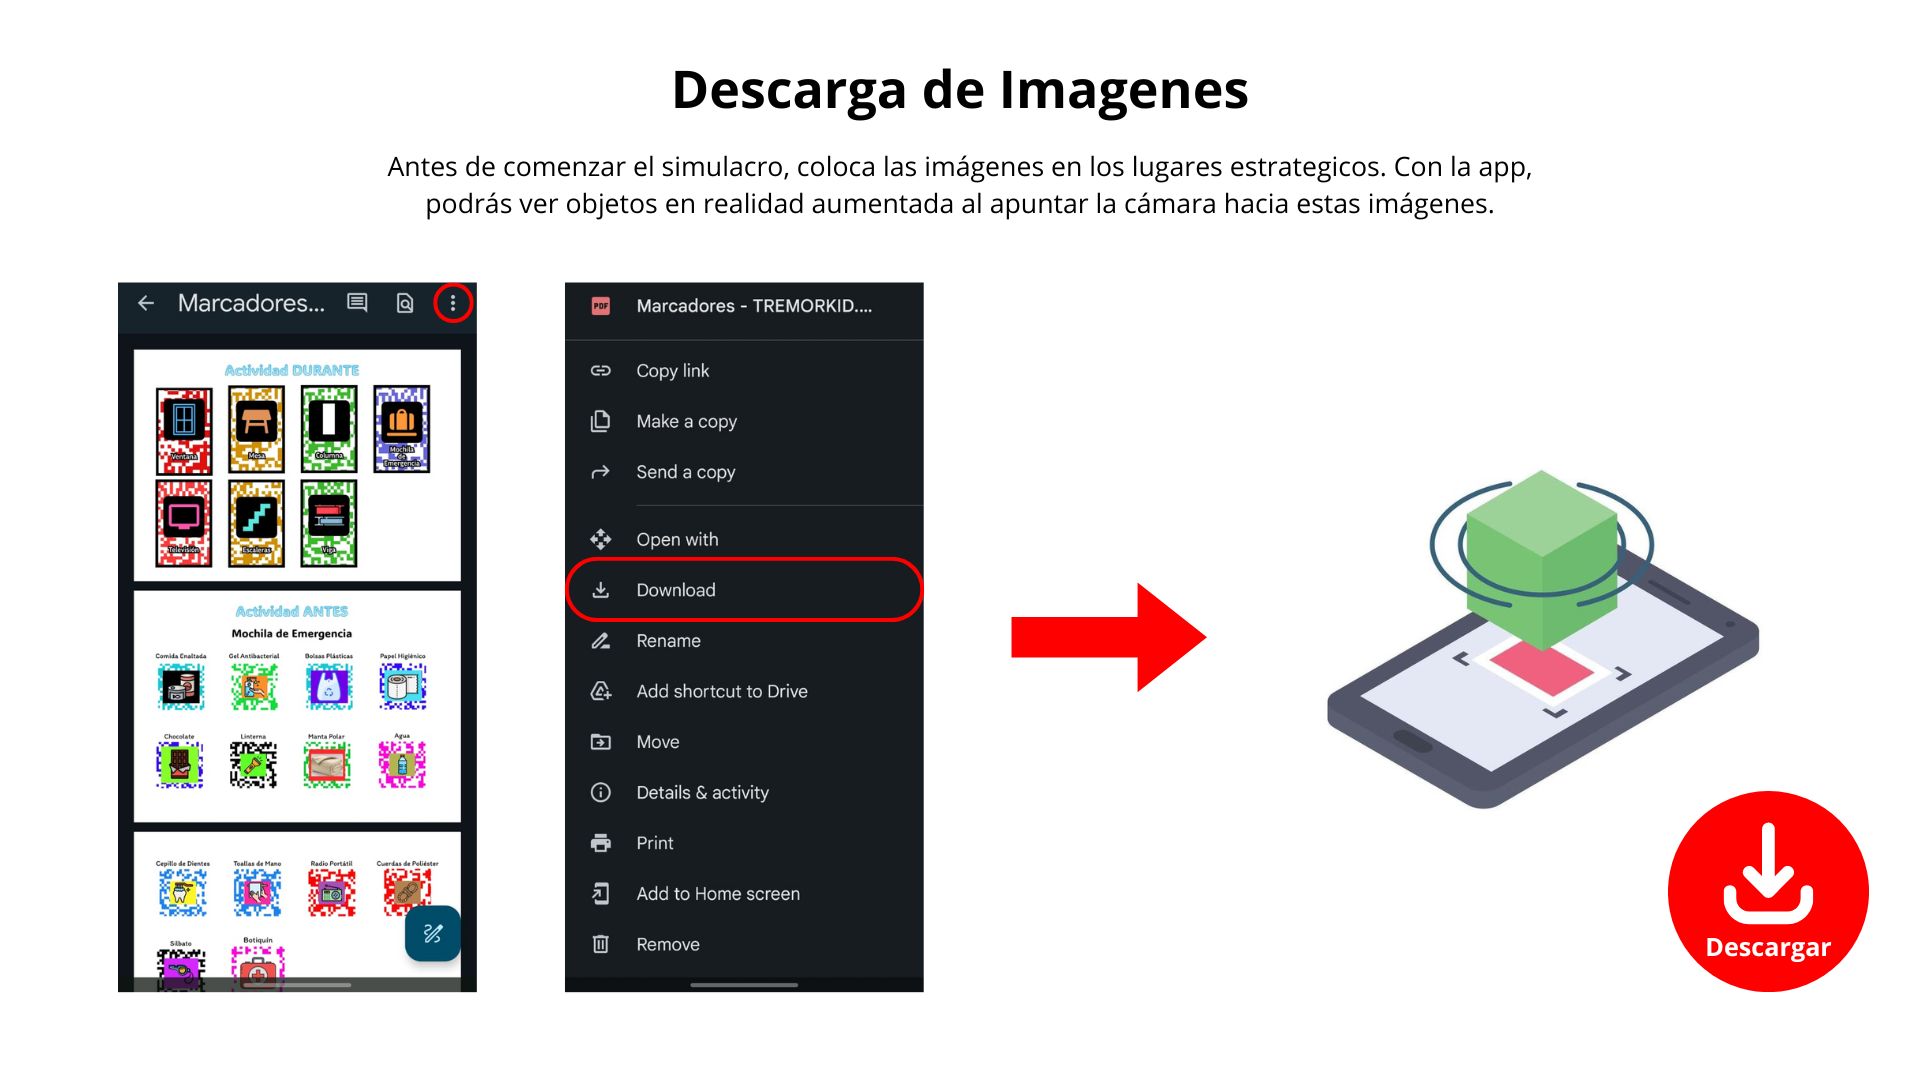 Descarga de Imagenes
Antes de comenzar el simulacro, coloca las imágenes en los lugares estrategicos. Con la app,
podrás ver objetos en realidad aumentada al apuntar la cámara hacia estas imágenes.
Marcadores...
Actividad DURANTE
Ventana
Mesa
Columna
Mochila
de
Emergencia
Televisión
Escaleras
Viga
Actividad ANTES
Mochila de Emergencia
Comida Enaltada
Gel Antibacterial
Bolsas Plásticas
Papel Higiénico
Chocolate
Linterna
Manta Polar
Agua
Cepillo de Dientes
Toallas de Mano
Radio Portátil
Cuerdas de Poliéster
Silbato
Botiquín
PDF
Marcadores - TREMORKID....
Copy link
Make a copy
Send a copy
Open with
Download
Rename
Add shortcut to Drive
Move
Details & activity
Print
Add to Home screen
Remove
Descargar